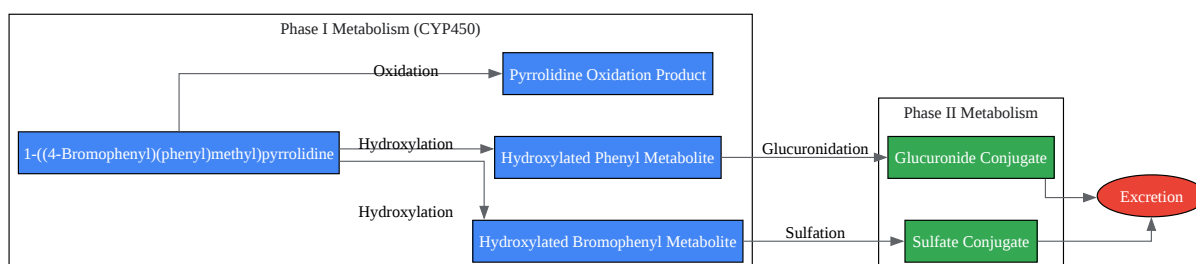 Phase I Metabolism (CYP450)
Oxidation
Pyrrolidine Oxidation Product
Phase II Metabolism
1-((4-Bromophenyl)(phenyl)methyl)pyrrolidine
Hydroxylation
Hydroxylated Phenyl Metabolite
Glucuronidation
Glucuronide Conjugate
Excretion
Hydroxylation
Hydroxylated Bromophenyl Metabolite
Sulfation
Sulfate Conjugate